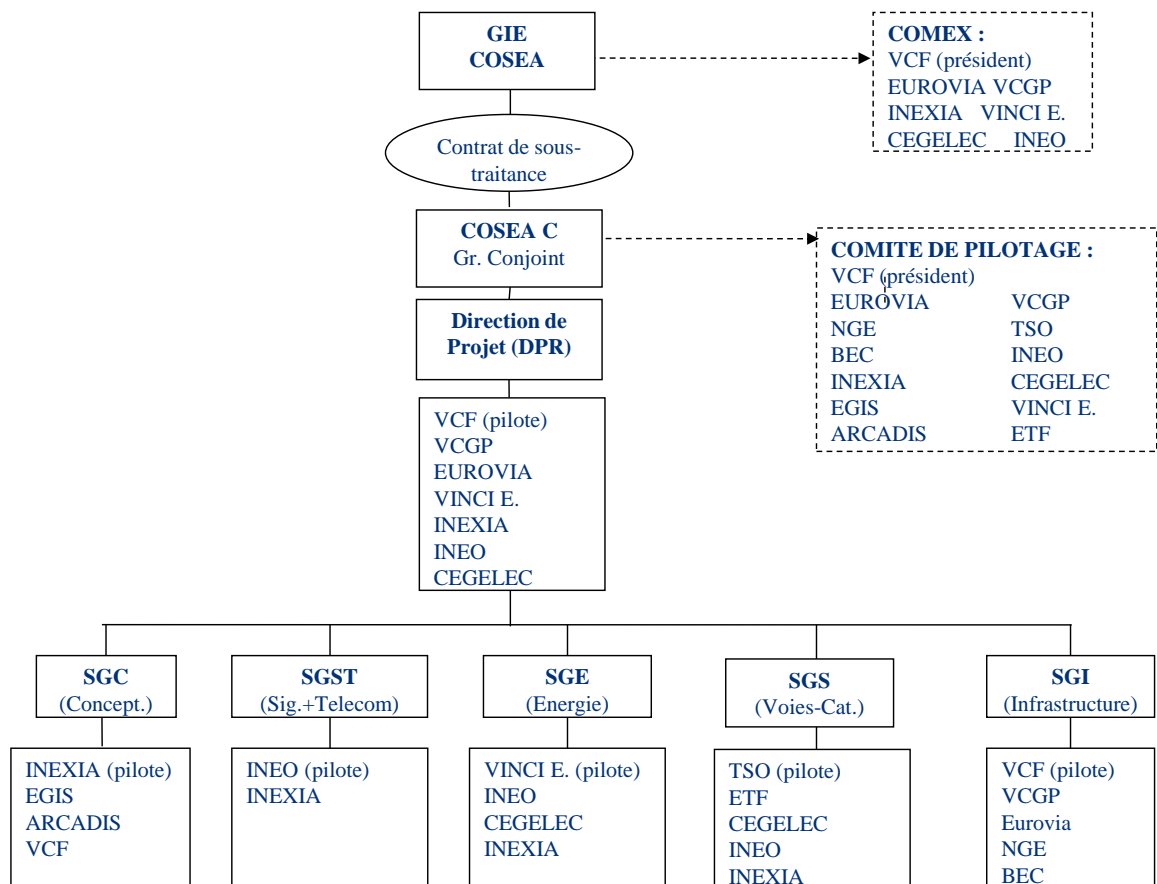 GIE
COSEA
COMEX :
VCF (président)
EUROVIA VCGP
INEXIA VINCI E.
CEGELEC INEO
Contrat de sous-
traitance
COSEA C
Gr. Conjoint
COMITE DE PILOTAGE :
VCF (président)
EUROVIA VCGP
NGE TSO
BEC INEO
INEXIA CEGELEC
EGIS VINCI E.
ARCADIS ETF
Direction de
Projet (DPR)
VCF (pilote)
VCGP
EUROVIA
VINCI E.
INEXIA
INEO
CEGELEC
SGC
(Concept.)
INEXIA (pilote)
EGIS
ARCADIS
VCF
SGST
(Sig.+Telecom)
INEO (pilote)
INEXIA
SGE
(Energie)
VINCI E. (pilote)
INEO
CEGELEC
INEXIA
SGS
(Voies-Cat.)
TSO (pilote)
ETF
CEGELEC
INEO
INEXIA
SGI
(Infrastructure)
VCF (pilote)
VCGP
Eurovia
NGE
BEC